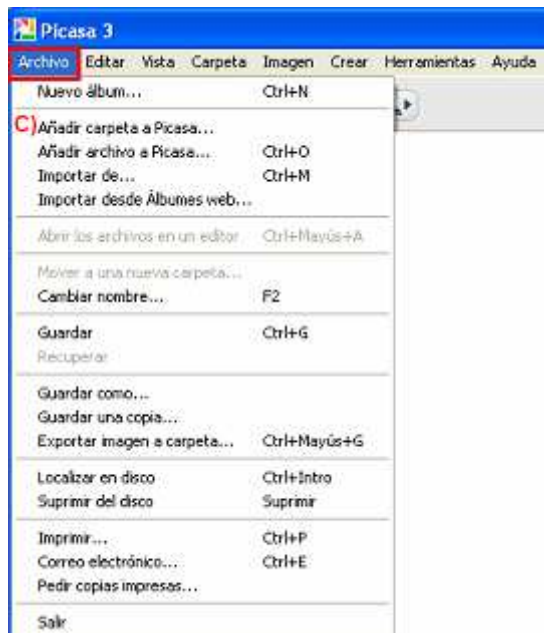 Picasa 3
Archivo Editar Vista Carpeta Imagen Crear Herramientas Ayuda
Nuevo álbum... Ctrl+N
C) Añadir carpeta a Picasa...
Añadir archivo a Picasa... Ctrl+O
Importar de... Ctrl+M
Importar desde Álbumes web...
Abrir los archivos en un editor Ctrl+Mayús+A
Mover a una nueva carpeta...
Cambiar nombre... F2
Guardar Ctrl+G
Recuperar
Guardar como...
Guardar una copia...
Exportar imagen a carpeta... Ctrl+Mayús+G
Localizar en disco Ctrl+Intro
Suprimir del disco Suprimir
Imprimir... Ctrl+P
Correo electrónico... Ctrl+E
Pedir copias impresas...
Salir